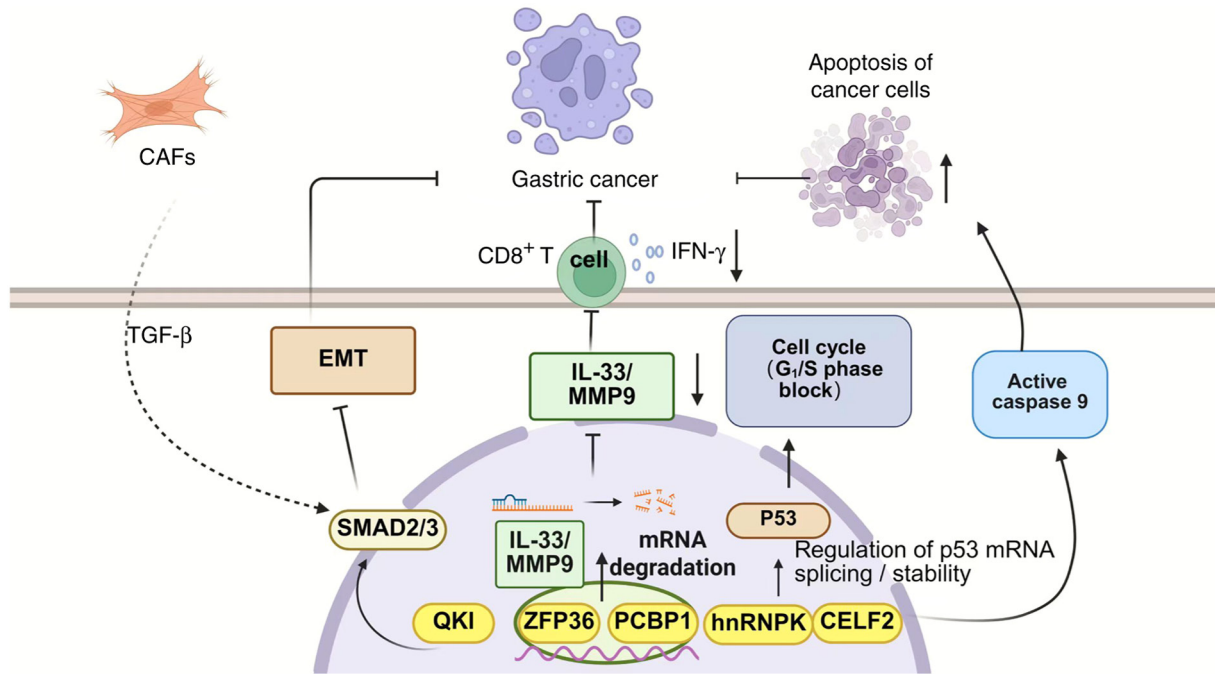 Apoptosis of
cancer cells
CAFs
Gastric cancer
CD8+ T
cell
IFN-γ
TGF-β
EMT
IL-33/
MMP9
Cell cycle
(G₁/S phase
block)
Active
caspase 9
SMAD2/3
IL-33/
MMP9
mRNA
degradation
P53
Regulation of p53 mRNA
splicing / stability
QKI
ZFP36
PCBP1
hnRNPK
CELF2